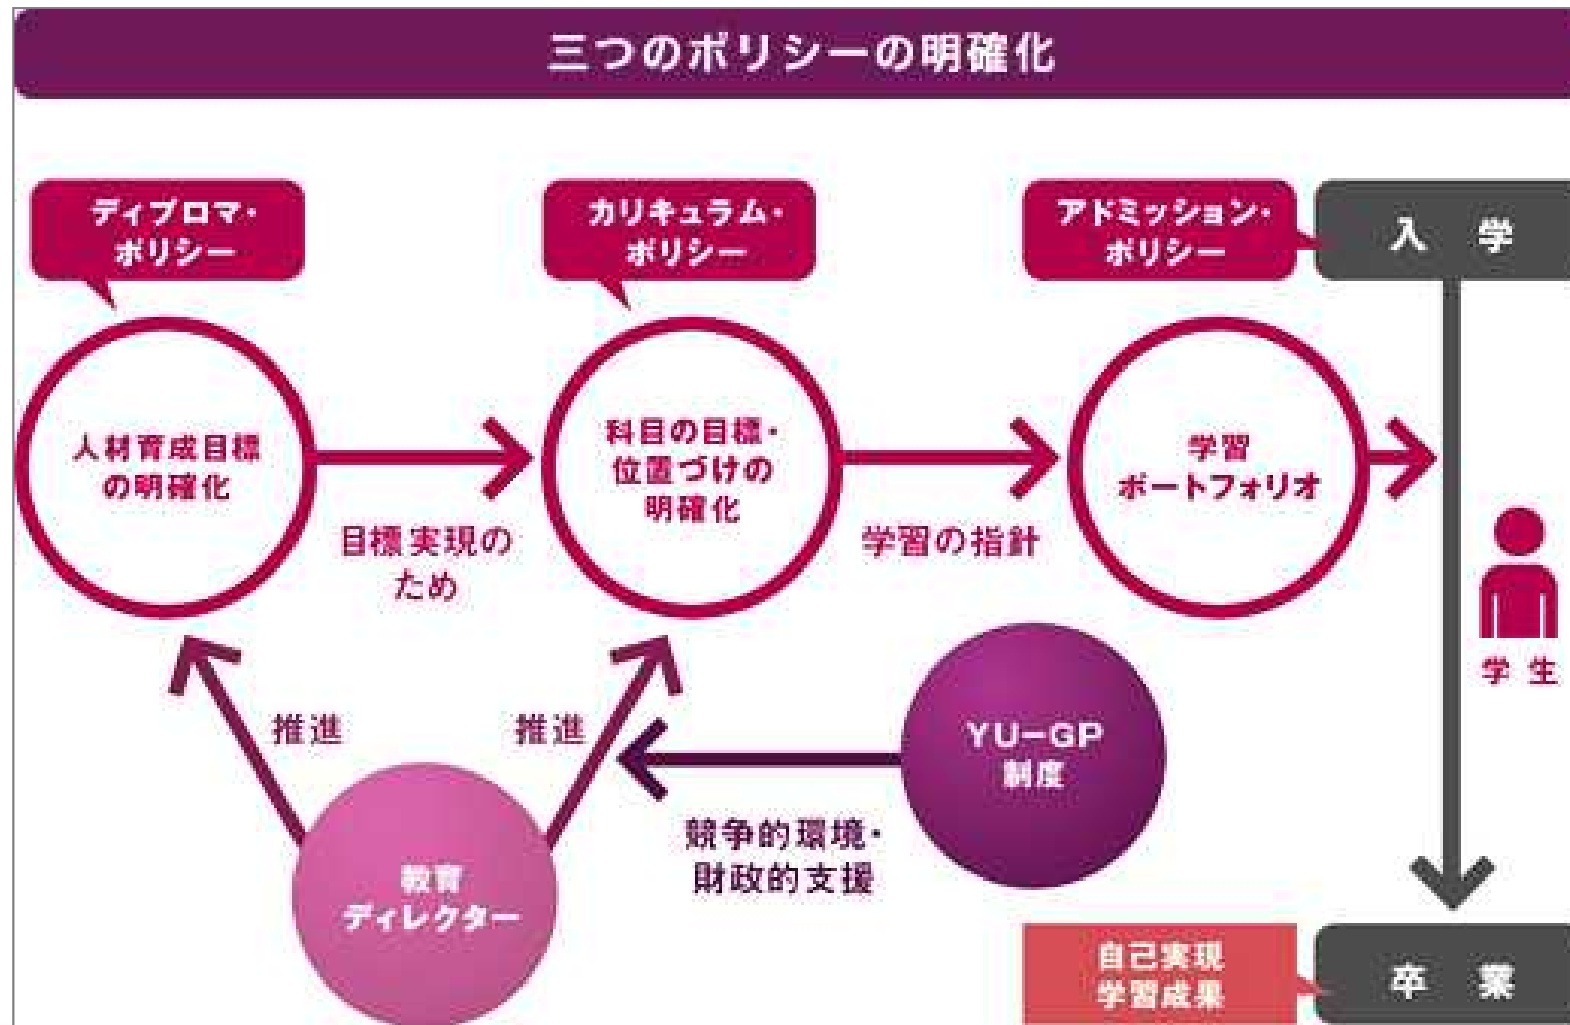 三つのポリシーの明確化
ディプロマ・
ポリシー
カリキュラム・
ポリシー
アドミッション・
ポリシー
入 学
人材育成目標
の明確化
目標実現の
ため
科目の目標・
位置づけの
明確化
学習の指針
学習
ポートフォリオ
学 生
推進
推進
YU-GP
制度
競争的環境・
財政的支援
教育
ディレクター
自己実現
学習成果
卒 業